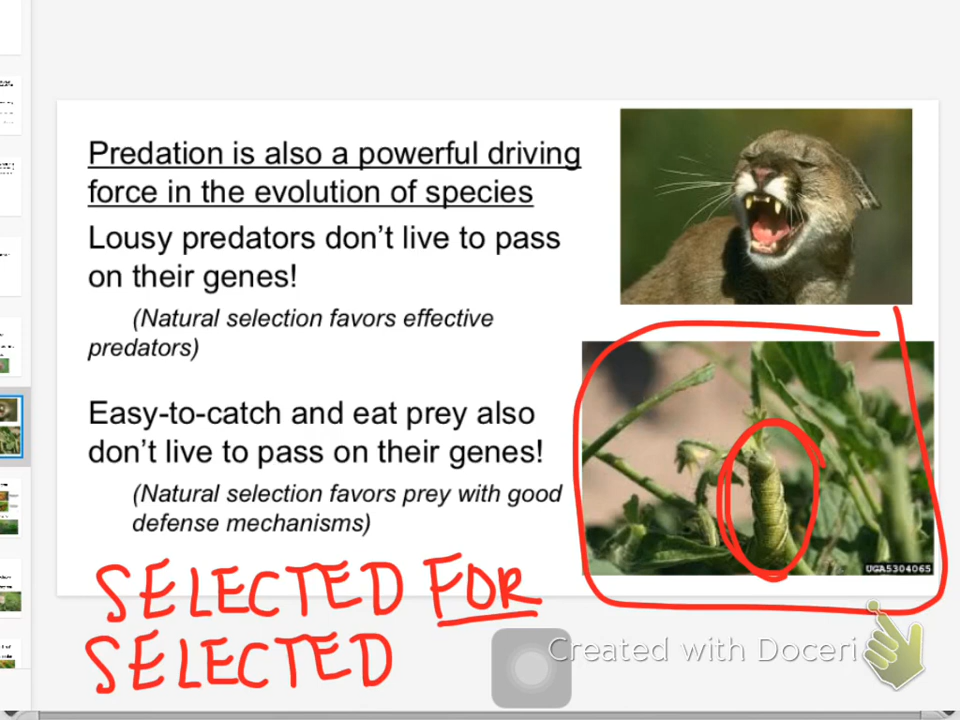 Predation is also a powerful driving
force in the evolution of species
Lousy predators don't live to pass
on their genes!
(Natural selection favors effective
predators)
Easy-to-catch and eat prey also
don't live to pass on their genes!
(Natural selection favors prey with good
defense mechanisms)
UGA5304065
SELECTED FOR
SELECTED
Created with Doceri